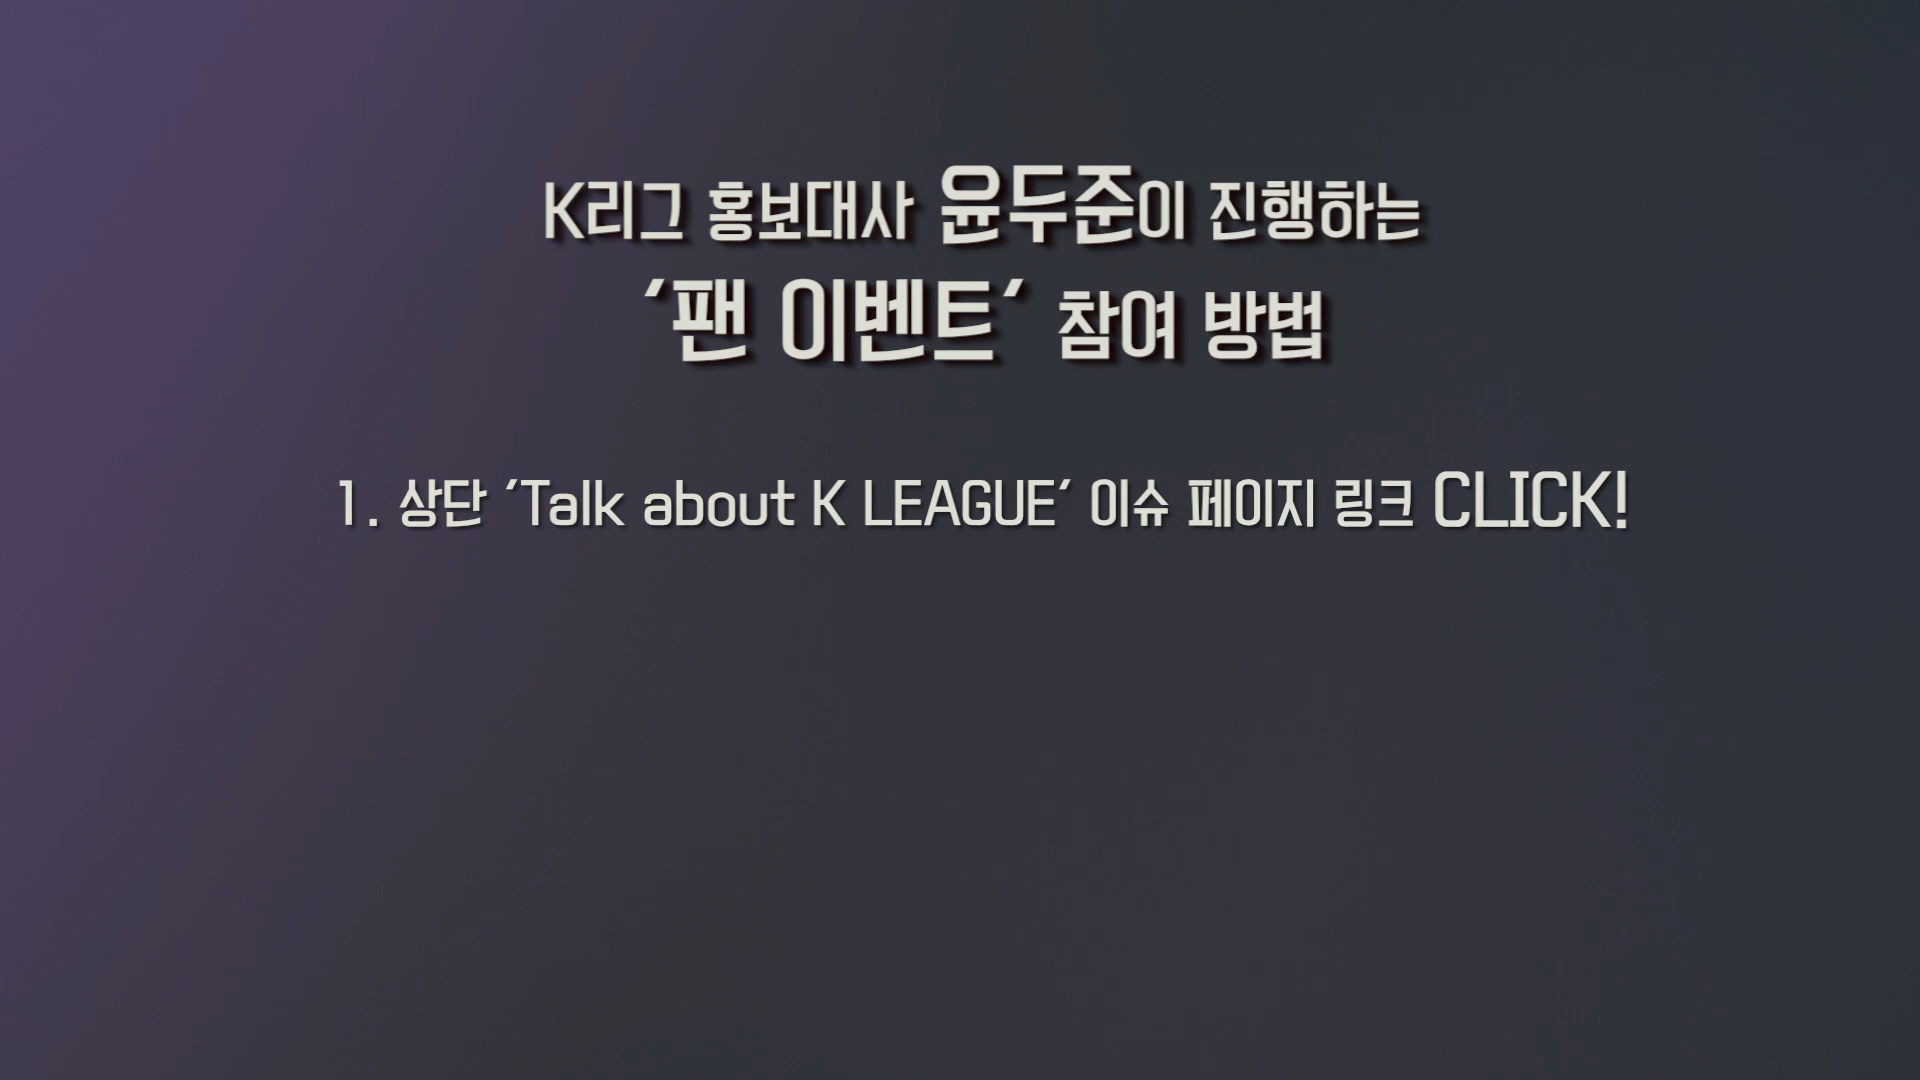 K리그 홍보대사 윤두준이 진행하는
'팬 이벤트' 참여 방법
1. 상단 'Talk about K LEAGUE' 이슈 페이지 링크 CLICK!